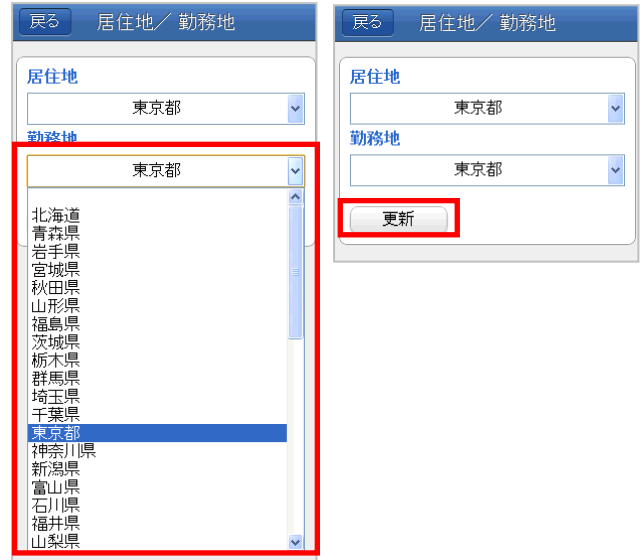 戻る 居住地／勤務地
居住地
東京都
勤務地
東京都
北海道
青森県
岩手県
宮城県
秋田県
山形県
福島県
茨城県
栃木県
群馬県
埼玉県
千葉県
東京都
神奈川県
新潟県
富山県
石川県
福井県
山梨県
戻る 居住地／勤務地
居住地
東京都
勤務地
東京都
更新